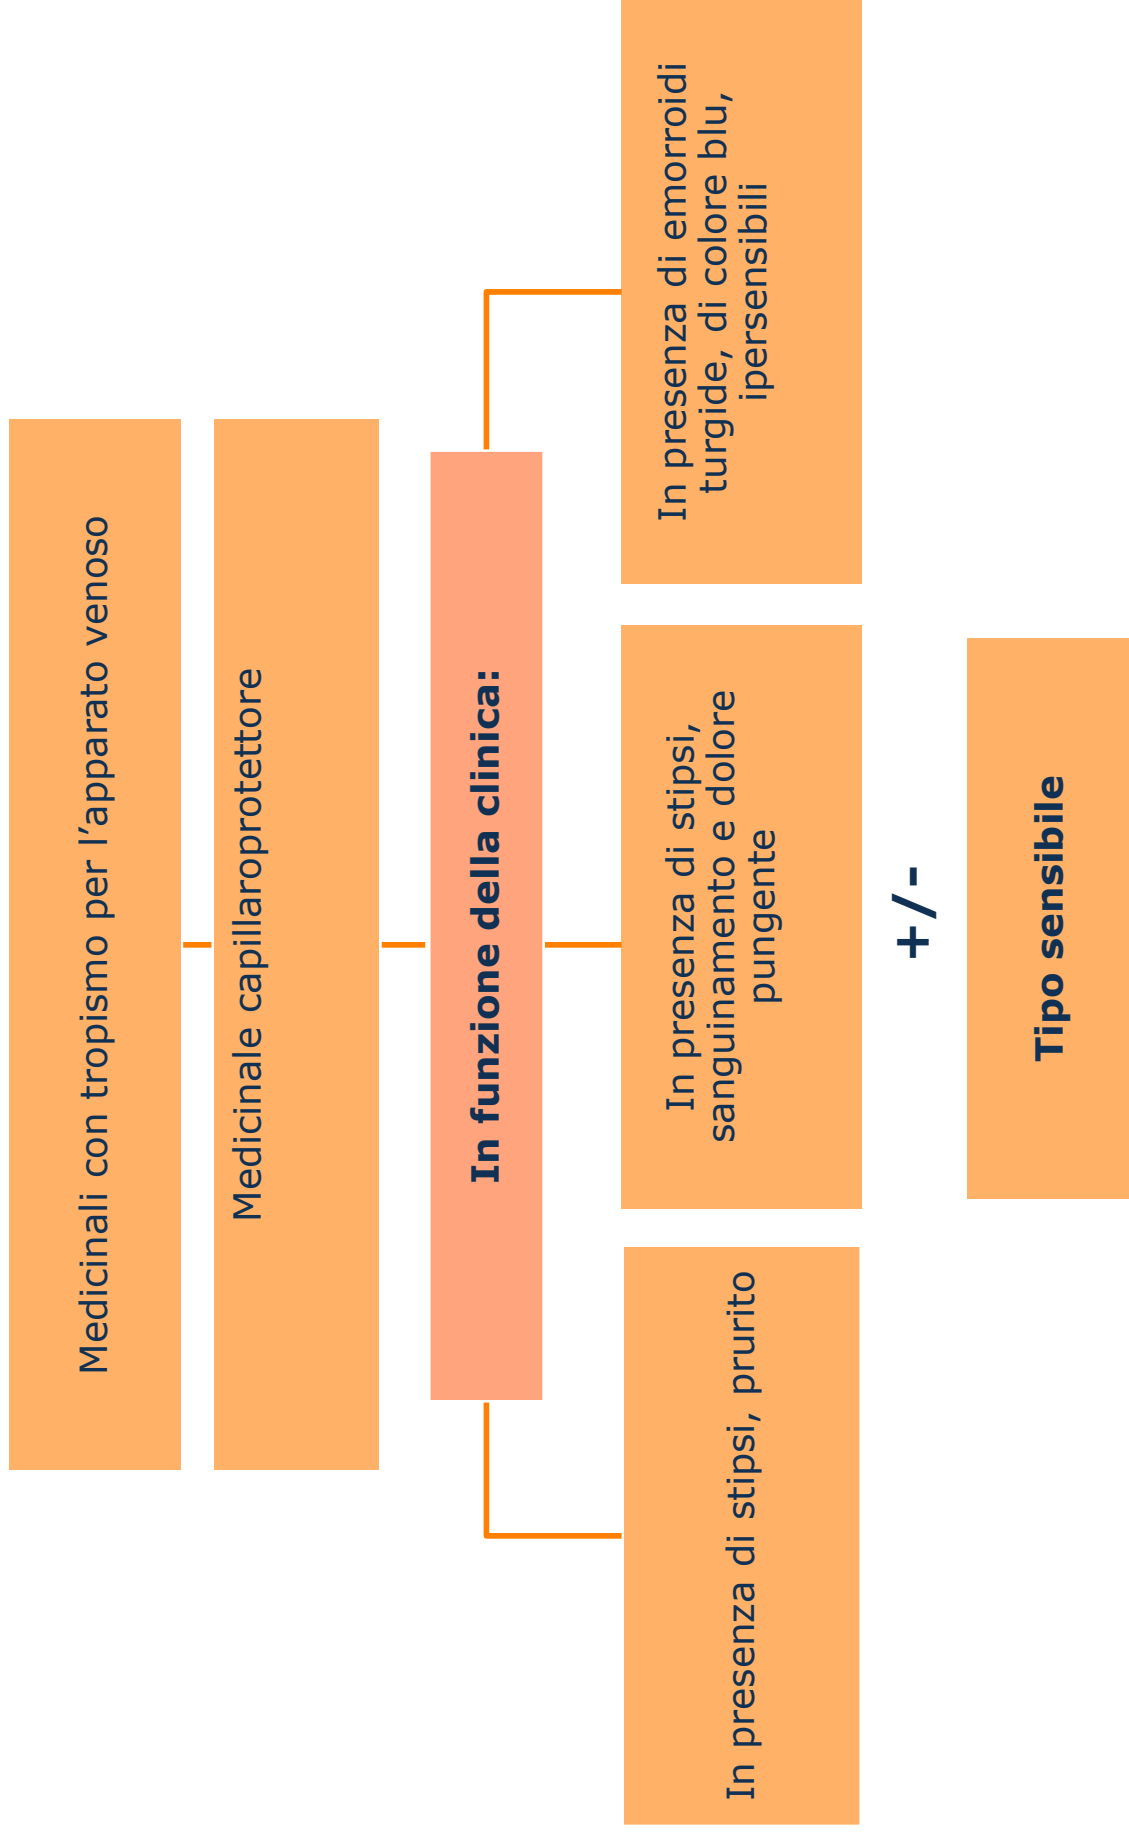 Medicinali con tropismo per l’apparato venoso
Medicinale capillaroprotettore
In funzione della clinica:
In presenza di stipsi, prurito
In presenza di stipsi,
sanguinamento e dolore
pungente
In presenza di emorroidi
turgide, di colore blu,
ipersensibili
+/-
Tipo sensibile